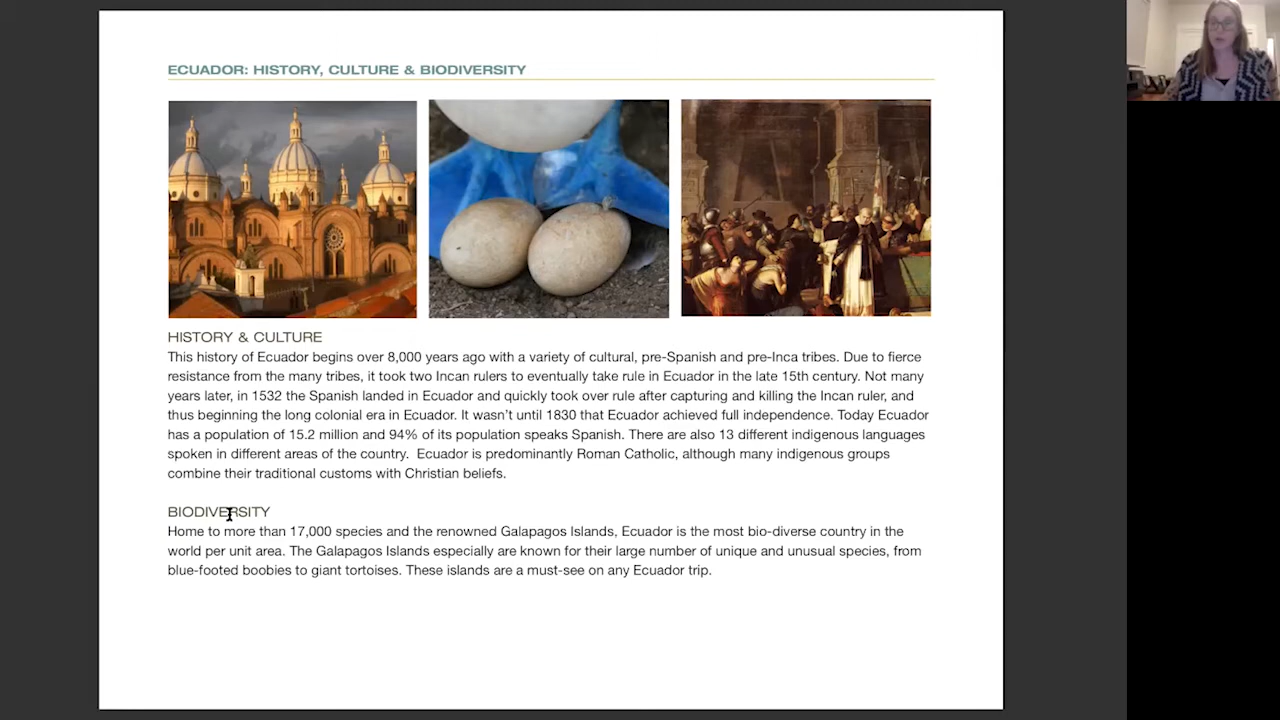 ECUADOR: HISTORY, CULTURE & BIODIVERSITY
HISTORY & CULTURE
This history of Ecuador begins over 8,000 years ago with a variety of cultural, pre-Spanish and pre-Inca tribes. Due to fierce
resistance from the many tribes, it took two Incan rulers to eventually take rule in Ecuador in the late 15th century. Not many
years later, in 1532 the Spanish landed in Ecuador and quickly took over rule after capturing and killing the Incan ruler, and
thus beginning the long colonial era in Ecuador. It wasn't until 1830 that Ecuador achieved full independence. Today Ecuador
has a population of 15.2 million and 94% of its population speaks Spanish. There are also 13 different indigenous languages
spoken in different areas of the country.  Ecuador is predominantly Roman Catholic, although many indigenous groups
combine their traditional customs with Christian beliefs.
BIODIVERSITY
Home to more than 17,000 species and the renowned Galapagos Islands, Ecuador is the most bio-diverse country in the
world per unit area. The Galapagos Islands especially are known for their large number of unique and unusual species, from
blue-footed boobies to giant tortoises. These islands are a must-see on any Ecuador trip.